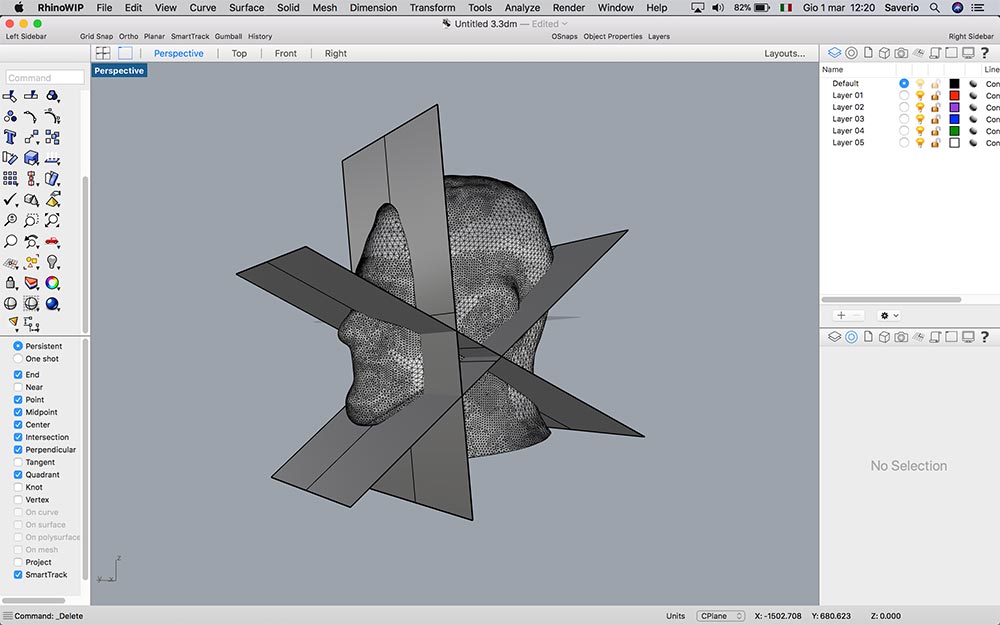 RhinoWIP File Edit View Curve Surface Solid Mesh Dimension Transform Tools Analyze Render Window Help 82% Gio 1 mar 12:20 Saverio
Untitled 3.3dm — Edited
Left Sidebar Grid Snap Ortho Planar SmartTrack Gumball History OSnaps Object Properties Layers Right Sidebar
Perspective Top Front Right Layouts...
Perspective
Command
Name Line
Default Con
Layer 01 Con
Layer 02 Con
Layer 03 Con
Layer 04 Con
Layer 05 Con
Persistent
One shot
End
Near
Point
Midpoint
Center
Intersection
Perpendicular
Tangent
Quadrant
Knot
Vertex
On curve
On surface
On polysurface
On mesh
Project
SmartTrack
No Selection
z
y x
Command: _Delete Units CPlane X: -1502.708 Y: 680.623 Z: 0.000